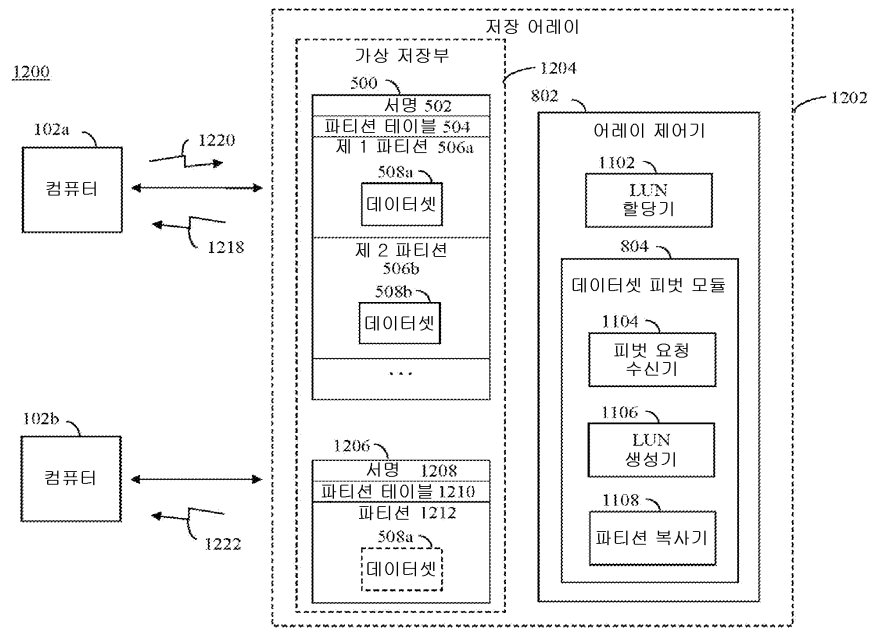 저장 어레이
1200
가상 저장부
1204
1202
500
802
서명 502
파티션 테이블 504
제 1 파티션 506a
508a
데이터셋
제 2 파티션
506b
508b
데이터셋
...
102a
컴퓨터
1220
1218
어레이 제어기
1102
LUN
할당기
804
데이터셋 피벗 모듈
1104
피벗 요청
수신기
1106
LUN
생성기
1108
파티션 복사기
102b
컴퓨터
1222
1206
서명 1208
파티션 테이블 1210
파티션 1212
508a
데이터셋